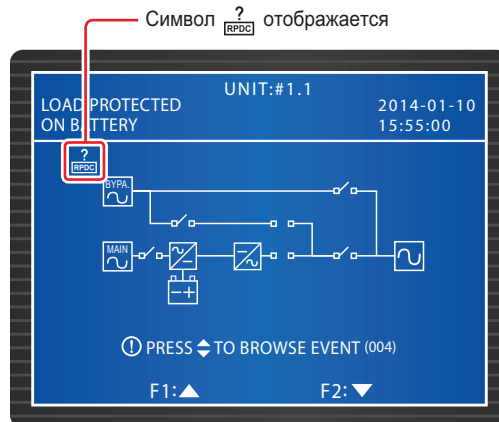 Символ ? RPDC отображается
UNIT:#1.1
LOAD PROTECTED 2014-01-10
ON BATTERY 15:55:00
?
RPDC
BYPA.
MAIN
PRESS TO BROWSE EVENT (004)
F1: F2: